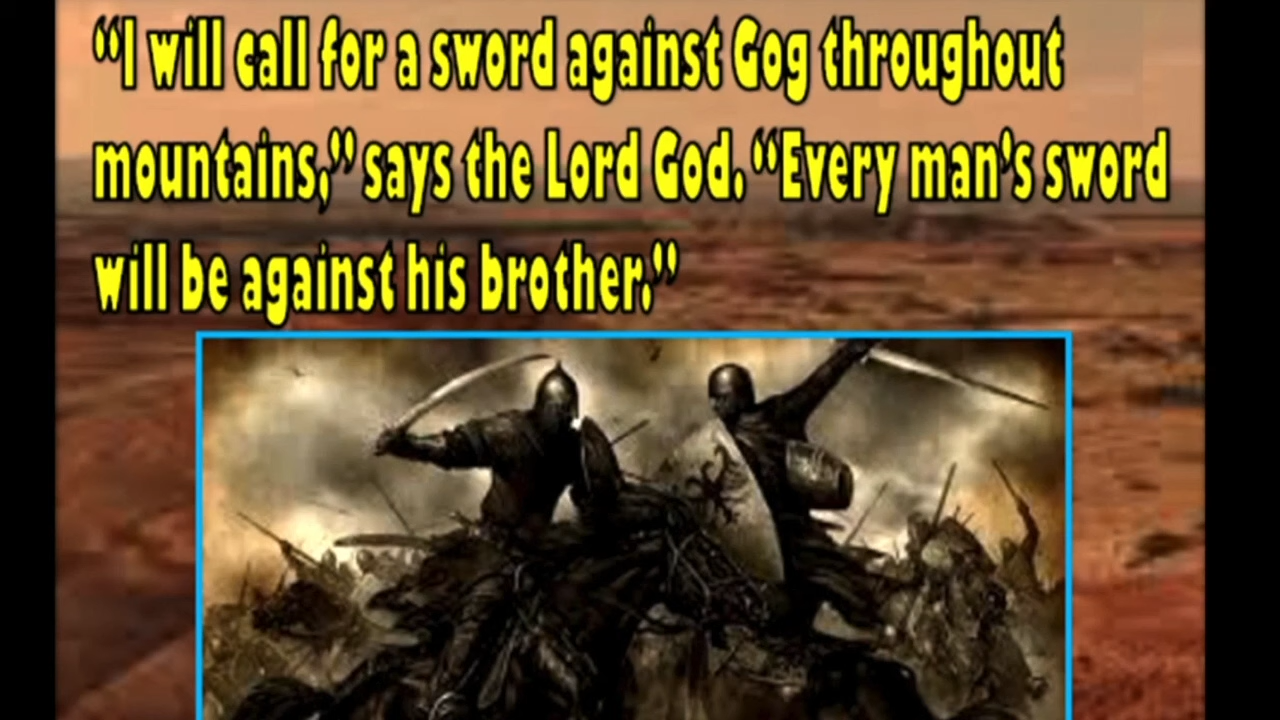 “I will call for a sword against Gog throughout
mountains,” says the Lord God. “Every man’s sword
will be against his brother.”